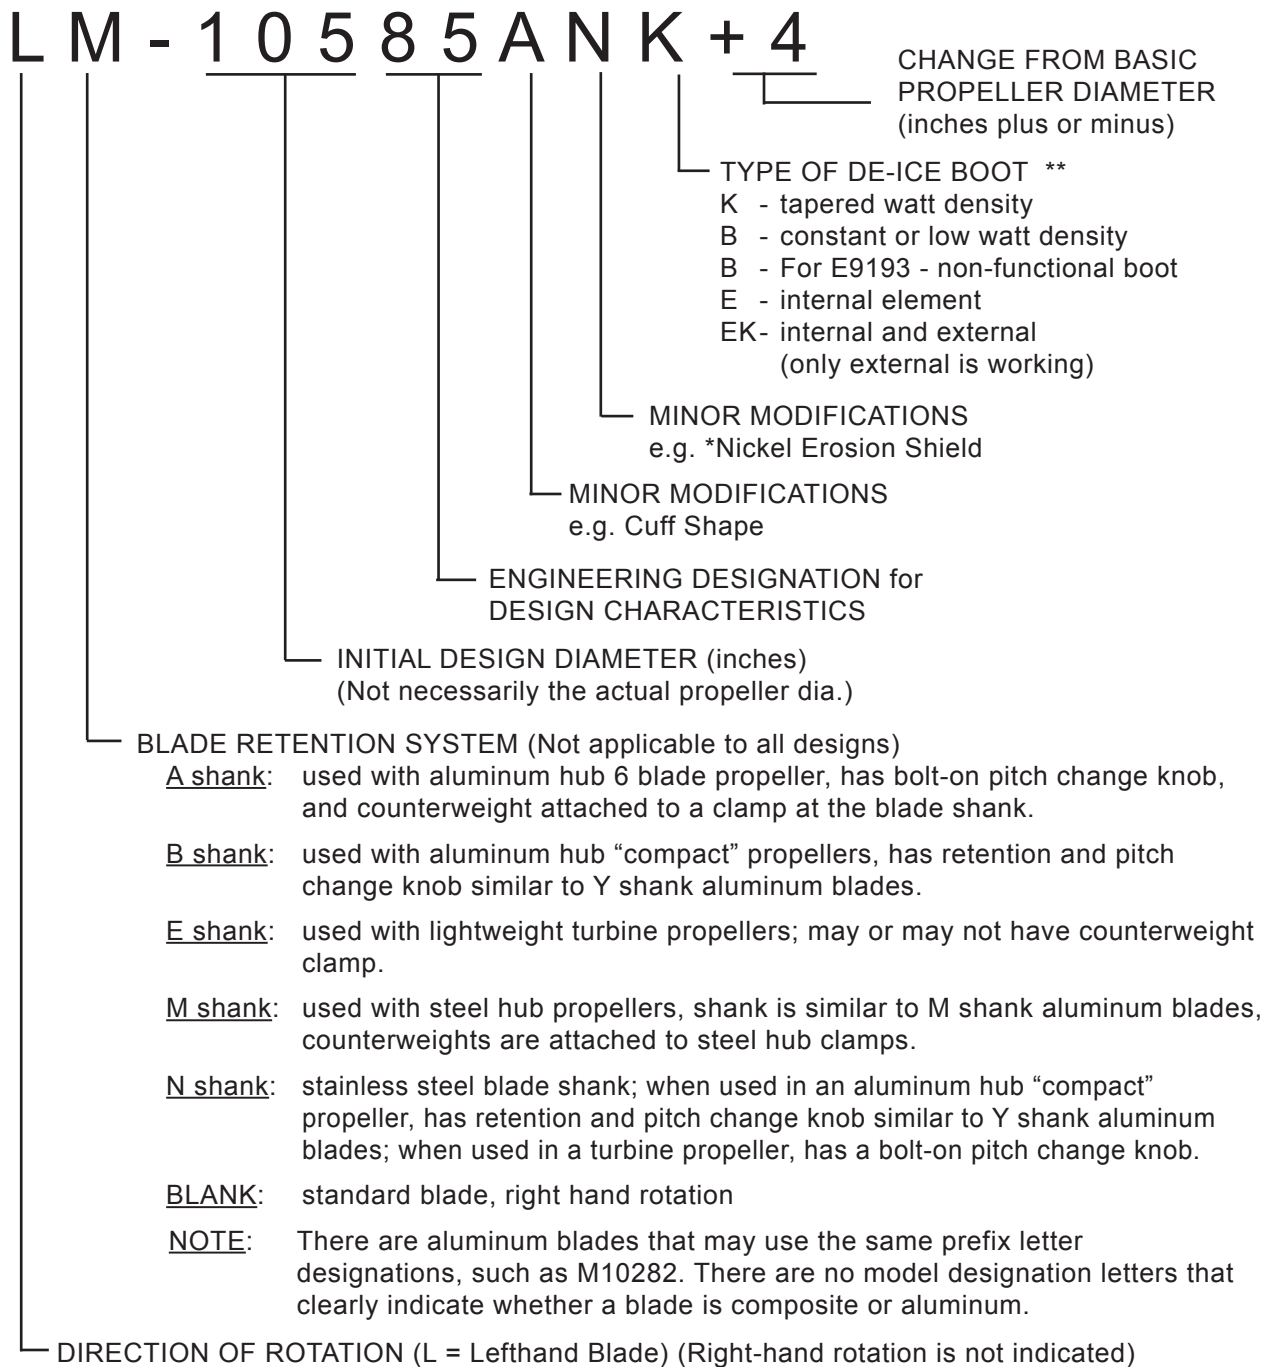 LM-10585ANK+4
CHANGE FROM BASIC
PROPELLER DIAMETER
(inches plus or minus)
TYPE OF DE-ICE BOOT **
K - tapered watt density
B - constant or low watt density
B - For E9193 - non-functional boot
E - internal element
EK- internal and external
(only external is working)
MINOR MODIFICATIONS
e.g. *Nickel Erosion Shield
MINOR MODIFICATIONS
e.g. Cuff Shape
ENGINEERING DESIGNATION for
DESIGN CHARACTERISTICS
INITIAL DESIGN DIAMETER (inches)
(Not necessarily the actual propeller dia.)
BLADE RETENTION SYSTEM (Not applicable to all designs)
A shank: used with aluminum hub 6 blade propeller, has bolt-on pitch change knob,
and counterweight attached to a clamp at the blade shank.
B shank: used with aluminum hub “compact” propellers, has retention and pitch
change knob similar to Y shank aluminum blades.
E shank: used with lightweight turbine propellers; may or may not have counterweight
clamp.
M shank: used with steel hub propellers, shank is similar to M shank aluminum blades,
counterweights are attached to steel hub clamps.
N shank: stainless steel blade shank; when used in an aluminum hub “compact”
propeller, has retention and pitch change knob similar to Y shank aluminum
blades; when used in a turbine propeller, has a bolt-on pitch change knob.
BLANK: standard blade, right hand rotation
NOTE: There are aluminum blades that may use the same prefix letter
designations, such as M10282. There are no model designation letters that
clearly indicate whether a blade is composite or aluminum.
DIRECTION OF ROTATION (L = Lefthand Blade) (Right-hand rotation is not indicated)